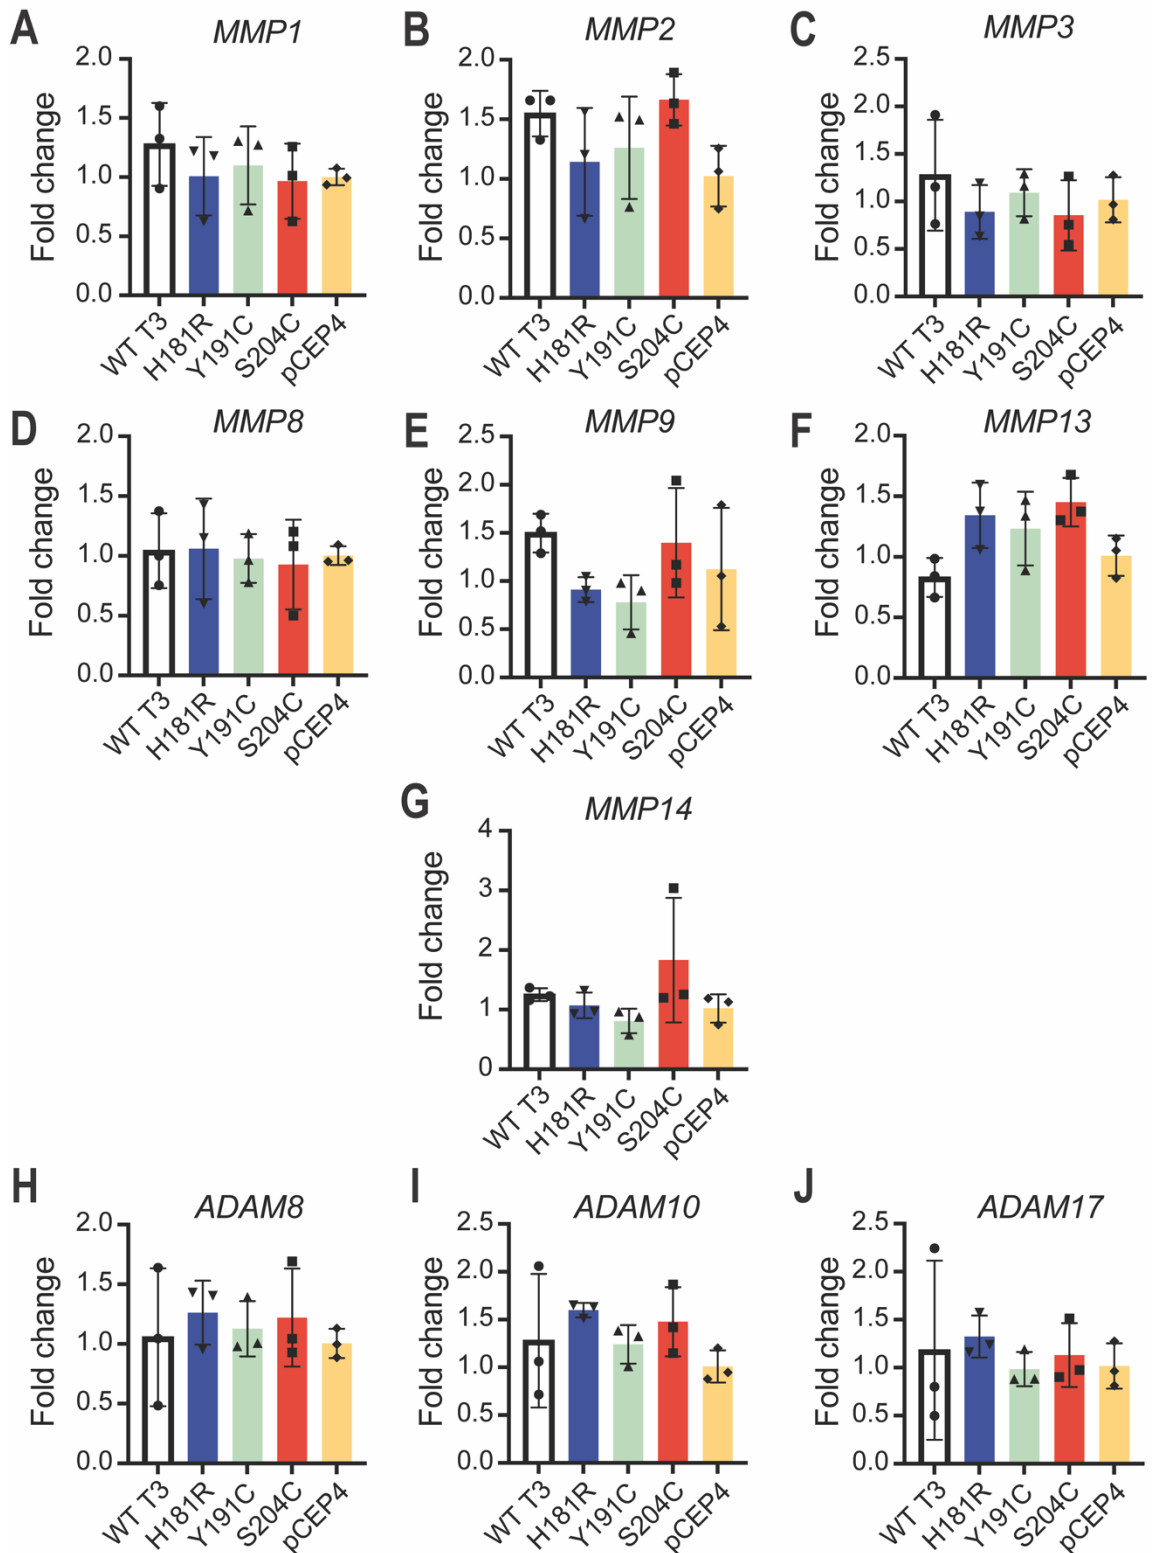 A
MMP1
Fold change
2.0
1.5
1.0
0.5
0.0
WT T3
H181R
Y191C
S204C
pCEP4
B
MMP2
Fold change
2.0
1.5
1.0
0.5
0.0
WT T3
H181R
Y191C
S204C
pCEP4
C
MMP3
Fold change
2.5
2.0
1.5
1.0
0.5
0.0
WT T3
H181R
Y191C
S204C
pCEP4
D
MMP8
Fold change
2.0
1.5
1.0
0.5
0.0
WT T3
H181R
Y191C
S204C
pCEP4
E
MMP9
Fold change
2.5
2.0
1.5
1.0
0.5
0.0
WT T3
H181R
Y191C
S204C
pCEP4
F
MMP13
Fold change
2.0
1.5
1.0
0.5
0.0
WT T3
H181R
Y191C
S204C
pCEP4
G
MMP14
Fold change
4
3
2
1
0
WT T3
H181R
Y191C
S204C
pCEP4
H
ADAM8
Fold change
2.0
1.5
1.0
0.5
0.0
WT T3
H181R
Y191C
S204C
pCEP4
I
ADAM10
Fold change
2.5
2.0
1.5
1.0
0.5
0.0
WT T3
H181R
Y191C
S204C
pCEP4
J
ADAM17
Fold change
2.5
2.0
1.5
1.0
0.5
0.0
WT T3
H181R
Y191C
S204C
pCEP4